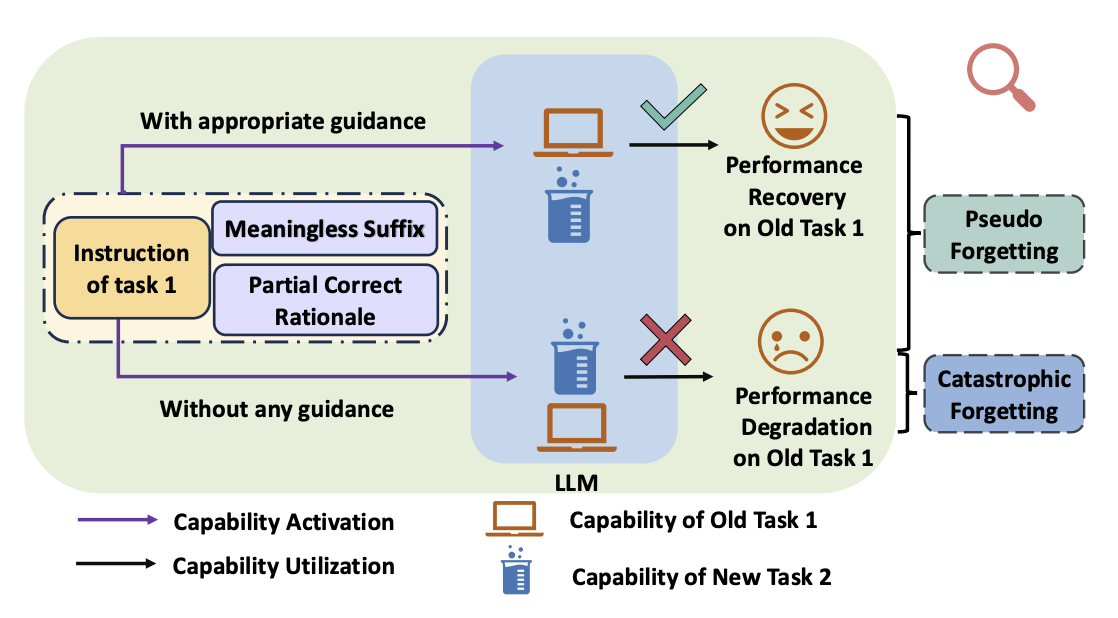 With appropriate guidance
Instruction
of task 1
Meaningless Suffix
Partial Correct
Rationale
Without any guidance
LLM
Performance
Recovery
on Old Task 1
Performance
Degradation
on Old Task 1
Pseudo
Forgetting
Catastrophic
Forgetting
Capability Activation
Capability Utilization
Capability of Old Task 1
Capability of New Task 2